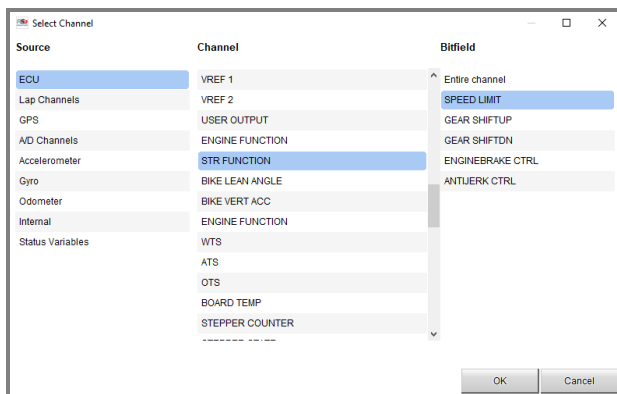 Select Channel
Source Channel Bitfield
ECU VREF 1 Entire channel
Lap Channels VREF 2 SPEED LIMIT
GPS USER OUTPUT GEAR SHIFTUP
A/D Channels ENGINE FUNCTION GEAR SHIFTDN
Accelerometer STR FUNCTION ENGINEBRAKE CTRL
Gyro BIKE LEAN ANGLE ANTIJERK CTRL
Odometer BIKE VERT ACC
Internal ENGINE FUNCTION
Status Variables WTS
ATS
OTS
BOARD TEMP
STEPPER COUNTER
OK Cancel